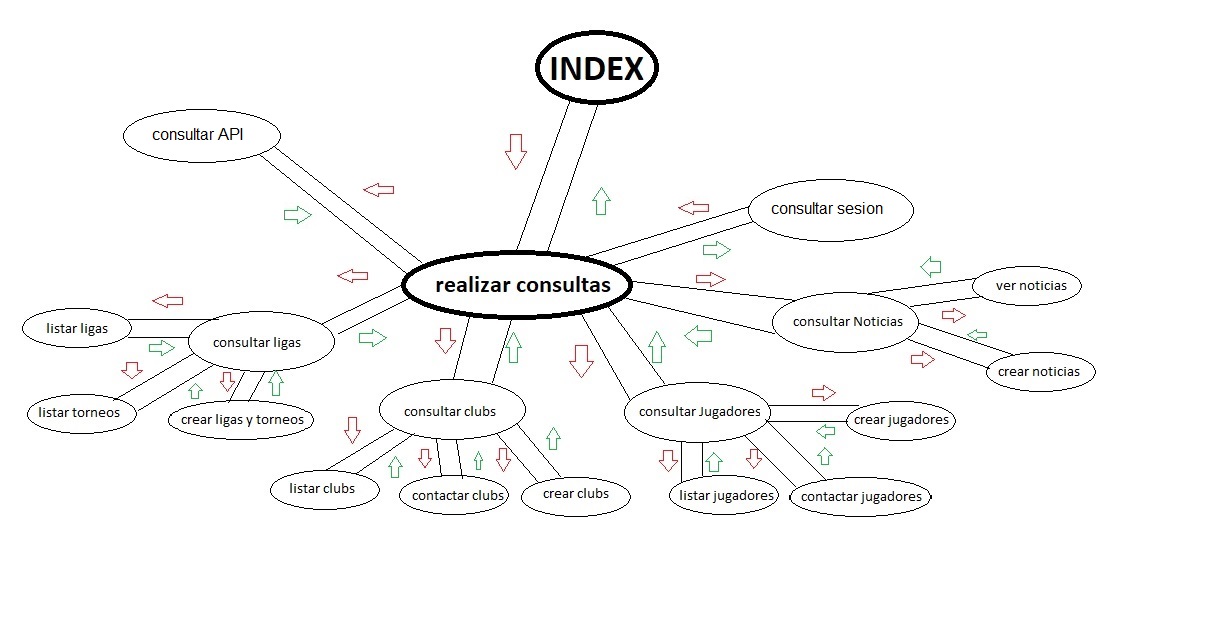 INDEX
consultar API
consultar sesion
realizar consultas
ver noticias
consultar Noticias
listar ligas
consultar ligas
crear noticias
listar torneos
crear ligas y torneos
consultar clubs
consultar Jugadores
crear jugadores
listar clubs
contactar clubs
crear clubs
listar jugadores
contactar jugadores